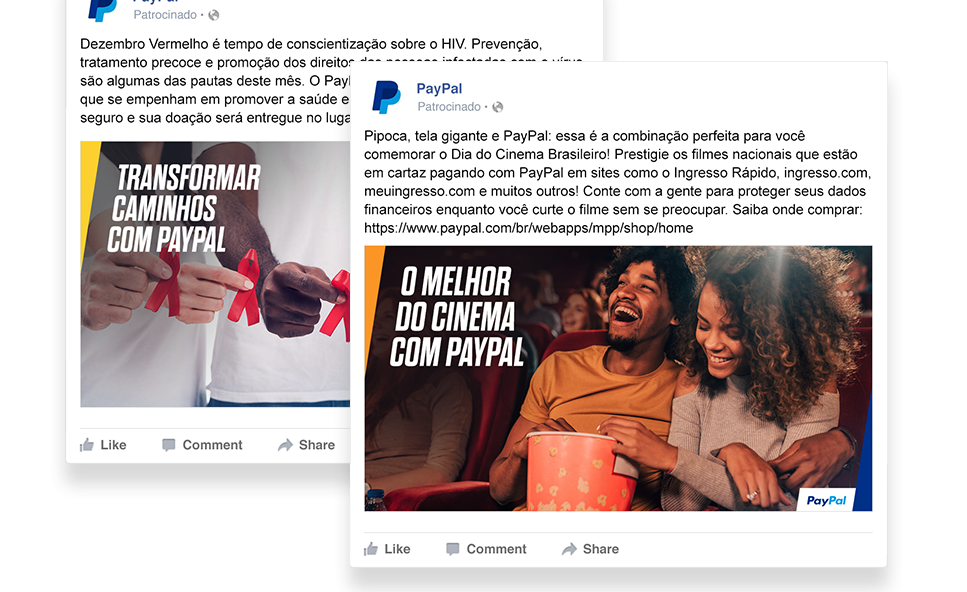 Patrocinado
Dezembro Vermelho é tempo de conscientização sobre o HIV. Prevenção,
tratamento precoce e promoção dos direitos das pessoas infectadas com o vírus
são algumas das pautas deste mês. O
que se empenham em promover a saúde e
seguro e sua doação será entregue no
TRANSFORMAR
CAMINHOS
COM PAYPAL
Like Comment Share
PayPal
Patrocinado
Pipoca, tela gigante e PayPal: essa é a combinação perfeita para você
comemorar o Dia do Cinema Brasileiro! Prestigie os filmes nacionais que estão
em cartaz pagando com PayPal em sites como o Ingresso Rápido, ingresso.com,
meuingresso.com e muitos outros! Conte com a gente para proteger seus dados
financeiros enquanto você curte o filme sem se preocupar. Saiba onde comprar:
https://www.paypal.com/br/webapps/mpp/shop/home
O MELHOR
DO CINEMA
COM PAYPAL
PayPal
Like Comment Share